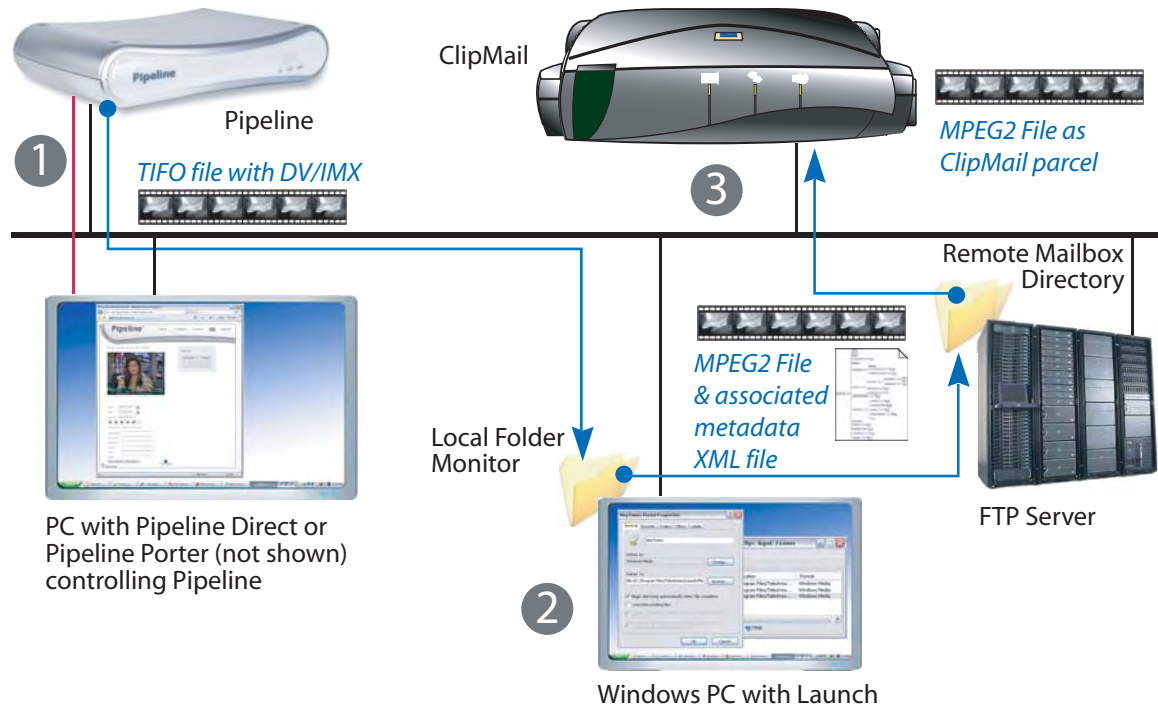 Pipeline
Pipeline
1
TIFO file with DV/IMX
ClipMail
MPEG2 File as
ClipMail parcel
3
Remote Mailbox
Directory
Pipeline
MPEG2 File
& associated
metadata
XML file
Local Folder
Monitor
FTP Server
PC with Pipeline Direct or
Pipeline Porter (not shown)
controlling Pipeline
2
Windows PC with Launch